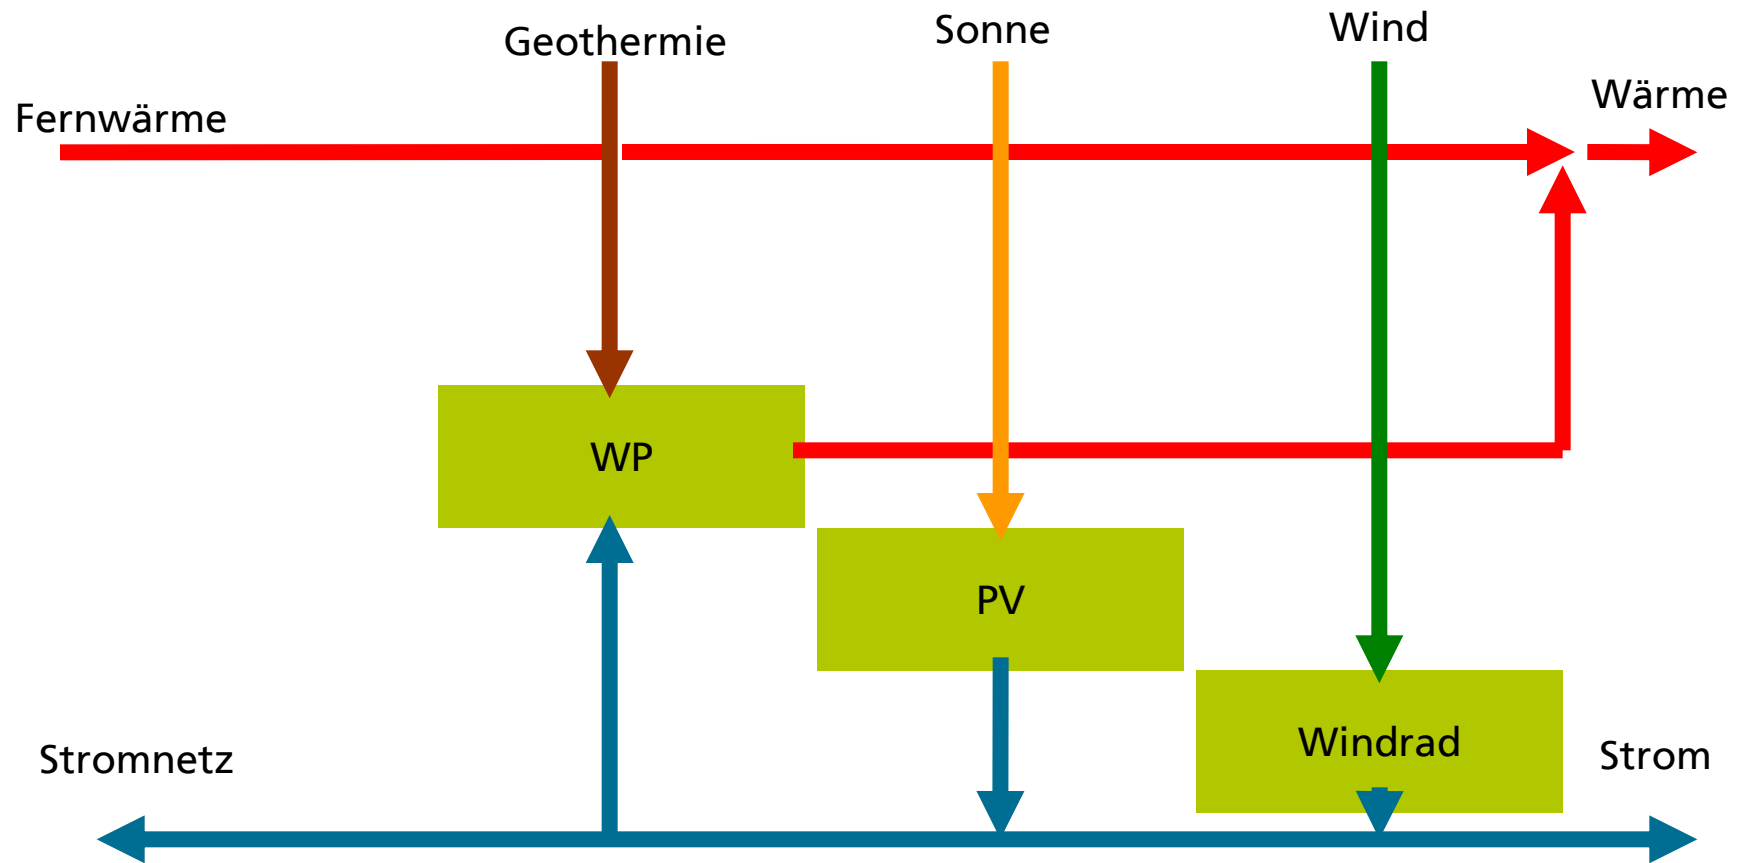 Geothermie
Sonne
Wind
Fernwärme
Wärme
WP
PV
Windrad
Stromnetz
Strom